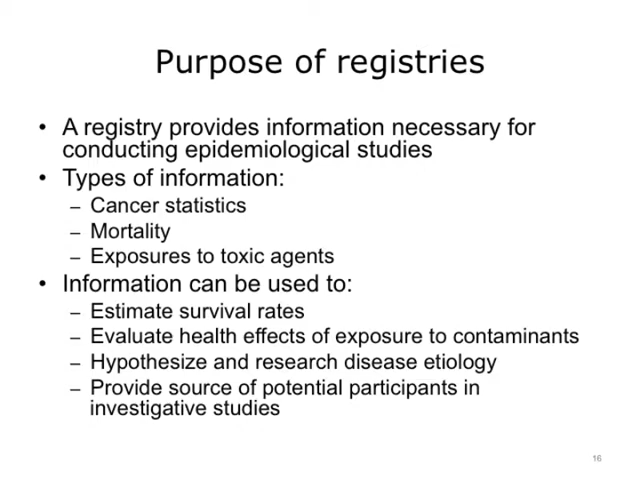 Purpose of registries
• A registry provides information necessary for
conducting epidemiological studies
• Types of information:
– Cancer statistics
– Mortality
– Exposures to toxic agents
• Information can be used to:
– Estimate survival rates
– Evaluate health effects of exposure to contaminants
– Hypothesize and research disease etiology
– Provide source of potential participants in
investigative studies
16